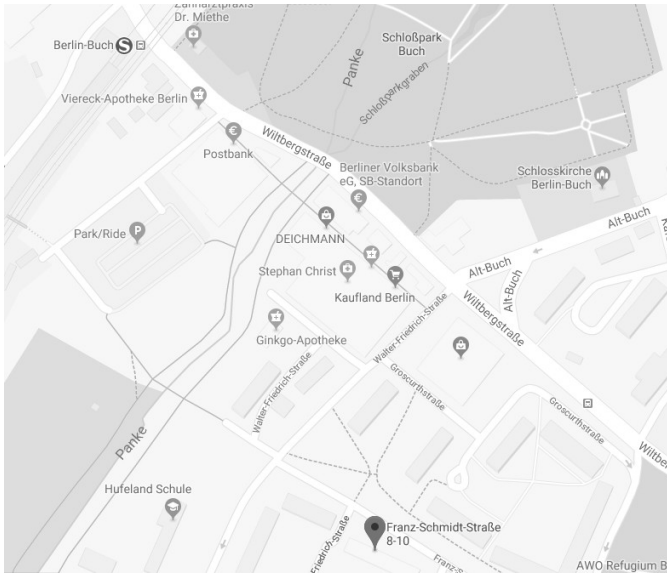 Zahnarztpraxis
Dr. Miethe
Berlin-Buch
S
Schloßpark
Buch
Panke
Schloßparkgraben
Viereck-Apotheke Berlin
€
Postbank
Wiltbergstraße
Berliner Volksbank
eG, SB-Standort
€
Schlosskirche
Berlin-Buch
Park/Ride
P
DEICHMANN
Alt-Buch
Alt-Buch
Alt-Buch
Stephan Christ
Kaufland Berlin
Wiltbergstraße
Ginkgo-Apotheke
Walter-Friedrich-Straße
Walter-Friedrich-Straße
Groscurthstraße
Groscurthstraße
Panke
Hufeland Schule
Friedrich-Straße
Franz-Schmidt-Straße
8-10
Franz-S
Wiltbe
AWO Refugium B